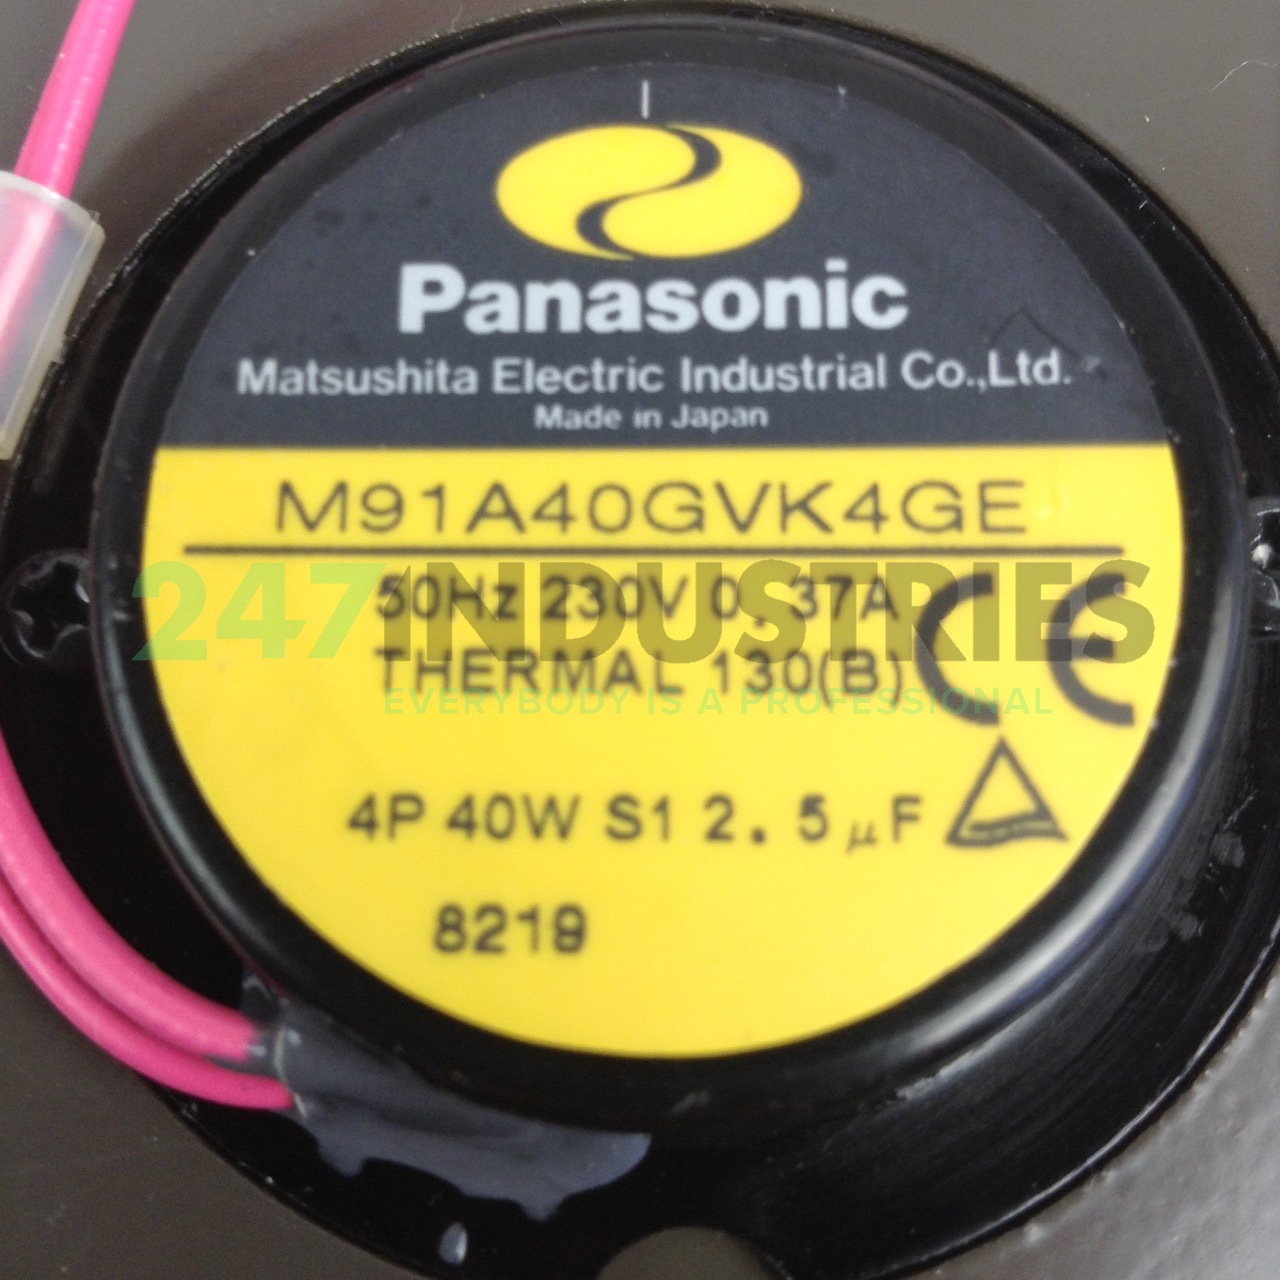 Panasonic
Matsushita Electric Industrial Co.,Ltd.
Made in Japan
M91A40GVK4GE
50Hz 230V 0.37A
THERMAL 130(B)
CE
247INDUSTRIES
EVERYBODY IS A PROFESSIONAL
4P 40W S1 2.5μF
8219